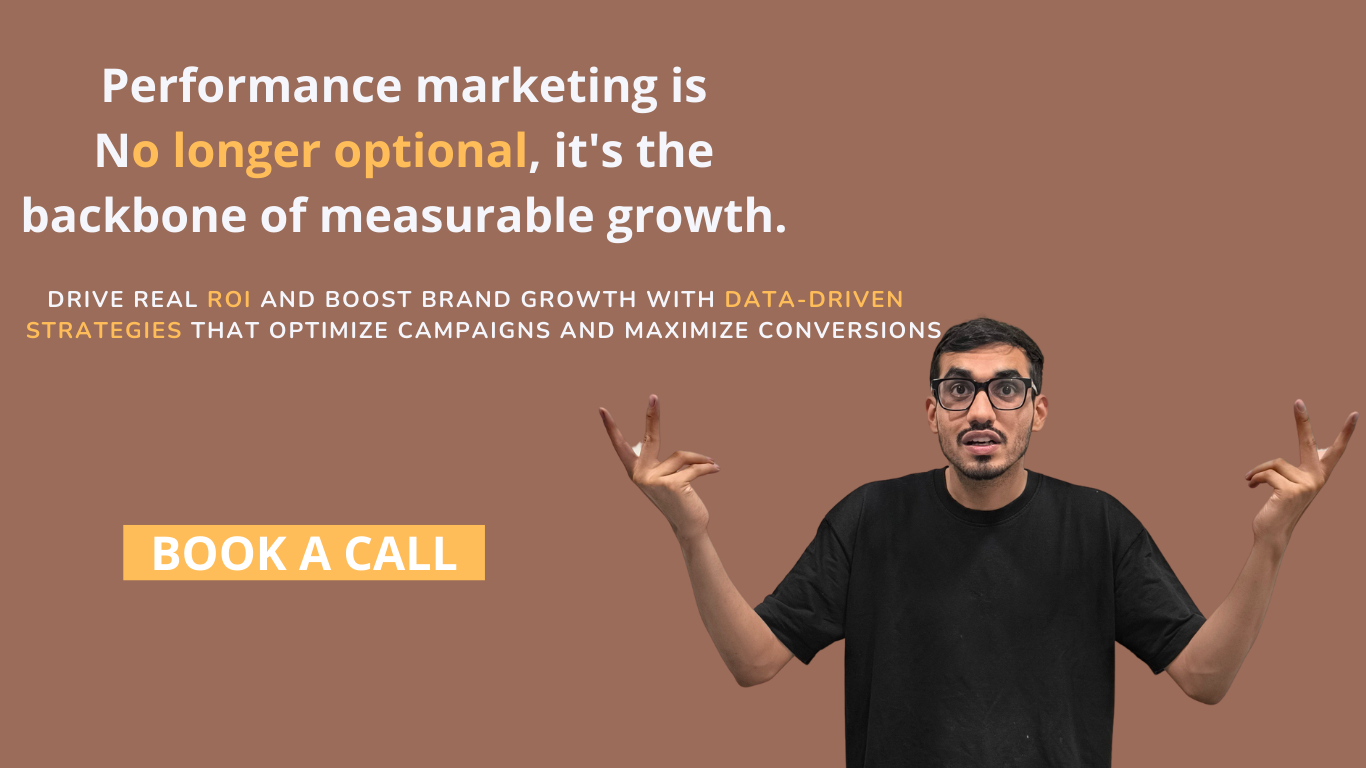 Performance marketing is
No longer optional, it's the
backbone of measurable growth.
DRIVE REAL ROI AND BOOST BRAND GROWTH WITH DATA-DRIVEN
STRATEGIES THAT OPTIMIZE CAMPAIGNS AND MAXIMIZE CONVERSIONS
BOOK A CALL